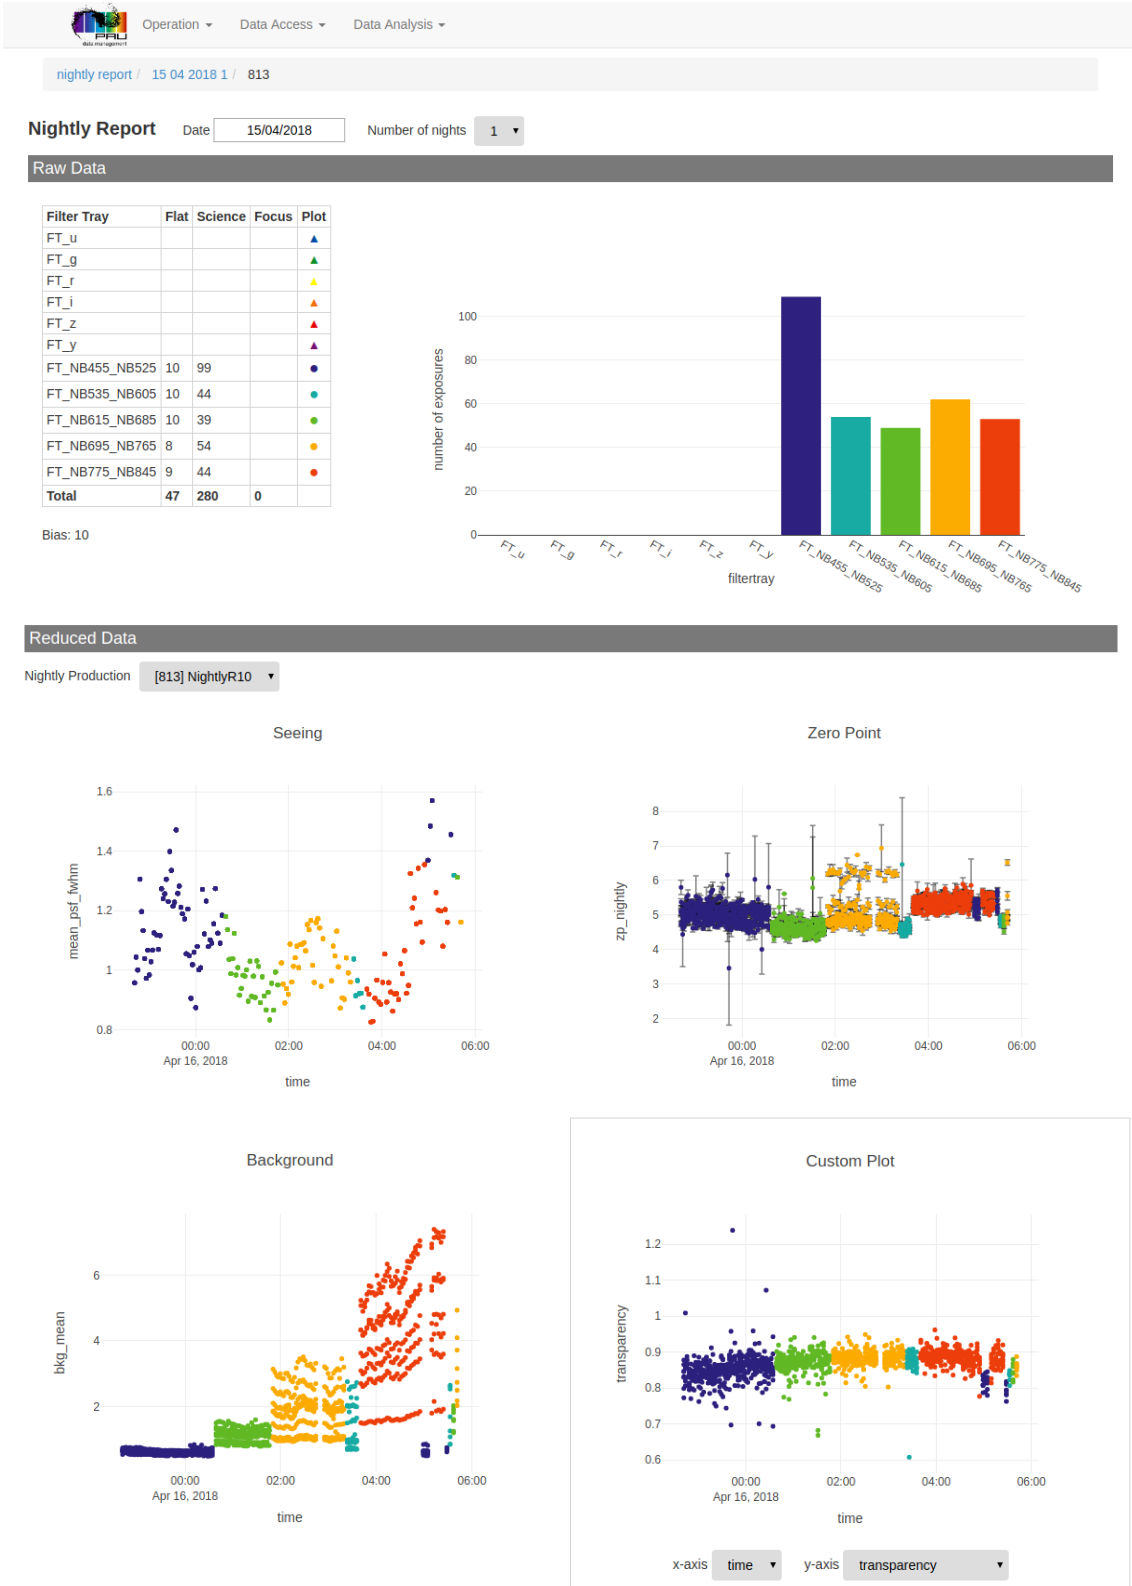 PAU
data management
Operation Data Access Data Analysis
nightly report / 15 04 2018 1 / 813
Nightly Report Date 15/04/2018 Number of nights 1
Raw Data
Filter Tray Flat Science Focus Plot
FT_u
FT_g
FT_r
FT_i
FT_z
FT_y
FT_NB455_NB525 10 99
FT_NB535_NB605 10 44
FT_NB615_NB685 10 39
FT_NB695_NB765 8 54
FT_NB775_NB845 9 44
Total 47 280 0
Bias: 10
number of exposures
100
80
60
40
20
0
FT_u FT_g FT_r FT_i FT_z FT_y FT_NB455_NB525 FT_NB535_NB605 FT_NB615_NB685 FT_NB695_NB765 FT_NB775_NB845
filtertray
Reduced Data
Nightly Production [813] NightlyR10
Seeing
mean_psf_fwhm
1.6
1.4
1.2
1
0.8
00:00 02:00 04:00 06:00
Apr 16, 2018
time
Zero Point
zp_nightly
8
7
6
5
4
3
2
00:00 02:00 04:00 06:00
Apr 16, 2018
time
Background
bkg_mean
6
4
2
00:00 02:00 04:00 06:00
Apr 16, 2018
time
Custom Plot
transparency
1.2
1.1
1
0.9
0.8
0.7
0.6
00:00 02:00 04:00 06:00
Apr 16, 2018
time
x-axis time y-axis transparency